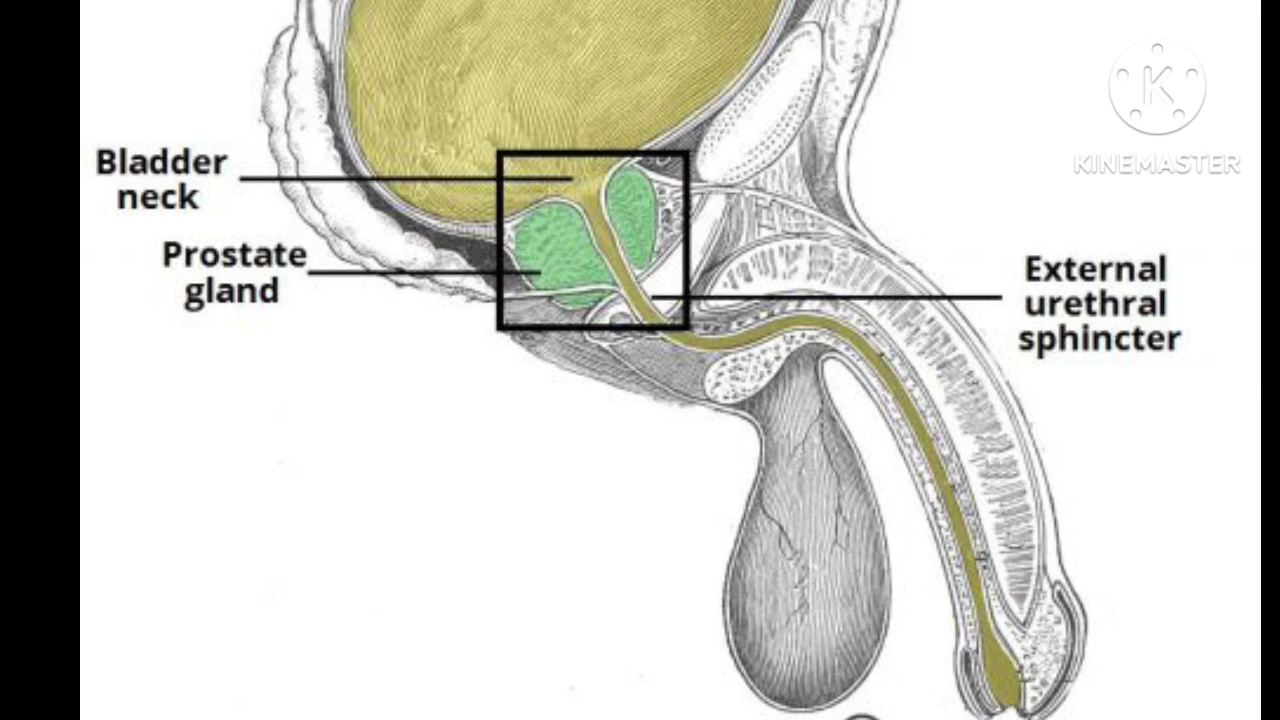 Bladder
neck
Prostate
gland
External
urethral
sphincter
K
KINEMASTER